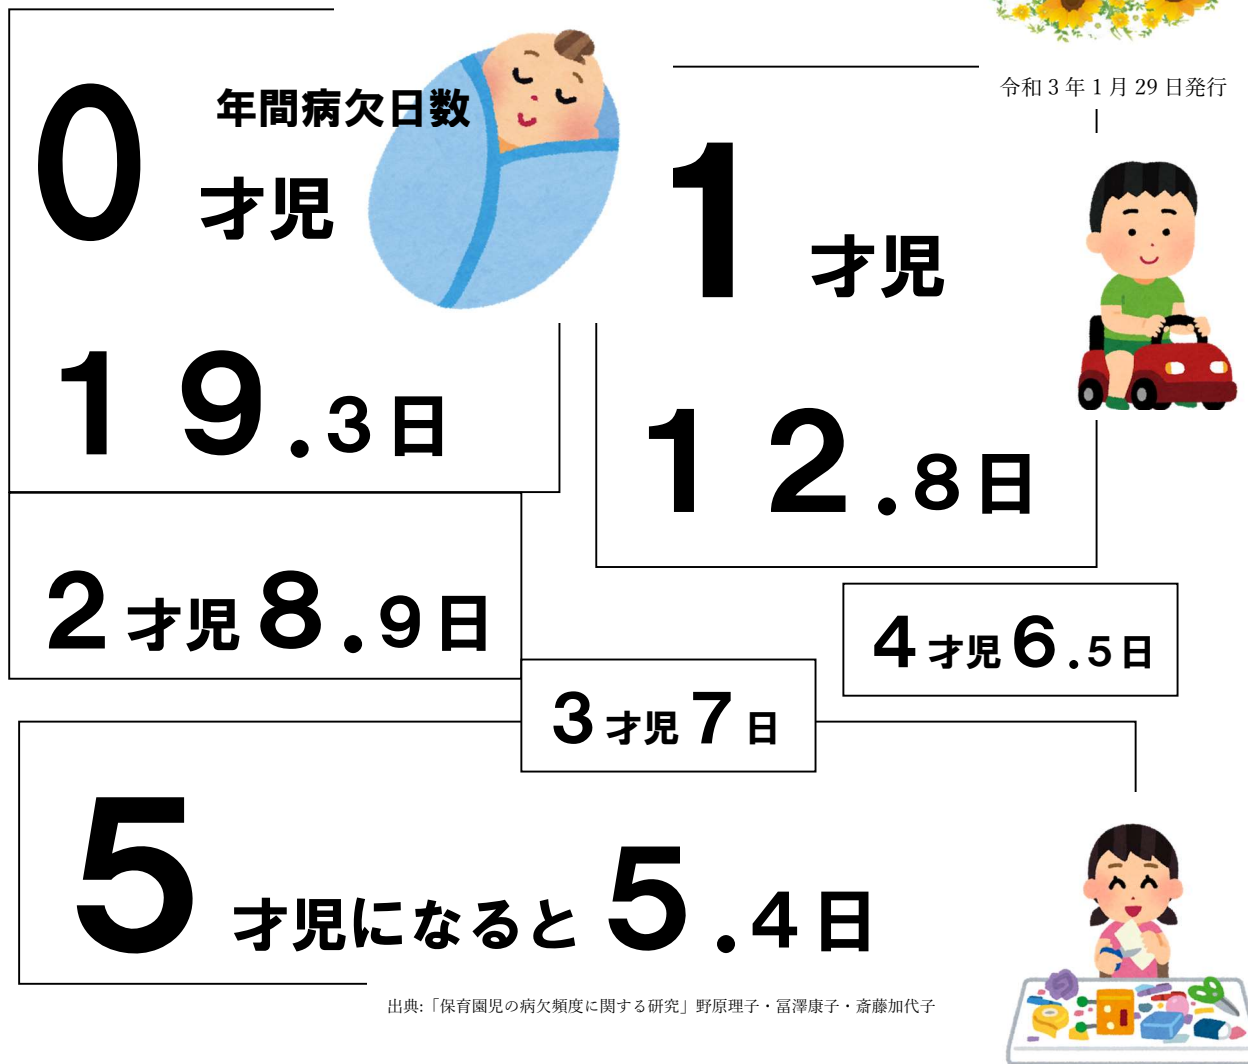 令和3年1月29日発行
年間病欠日数
0才児
19.3日
1才児
12.8日
2才児8.9日
3才児7日
4才児6.5日
5才児になると5.4日
出典:「保育園児の病欠頻度に関する研究」野原理子・冨澤康子・斎藤加代子